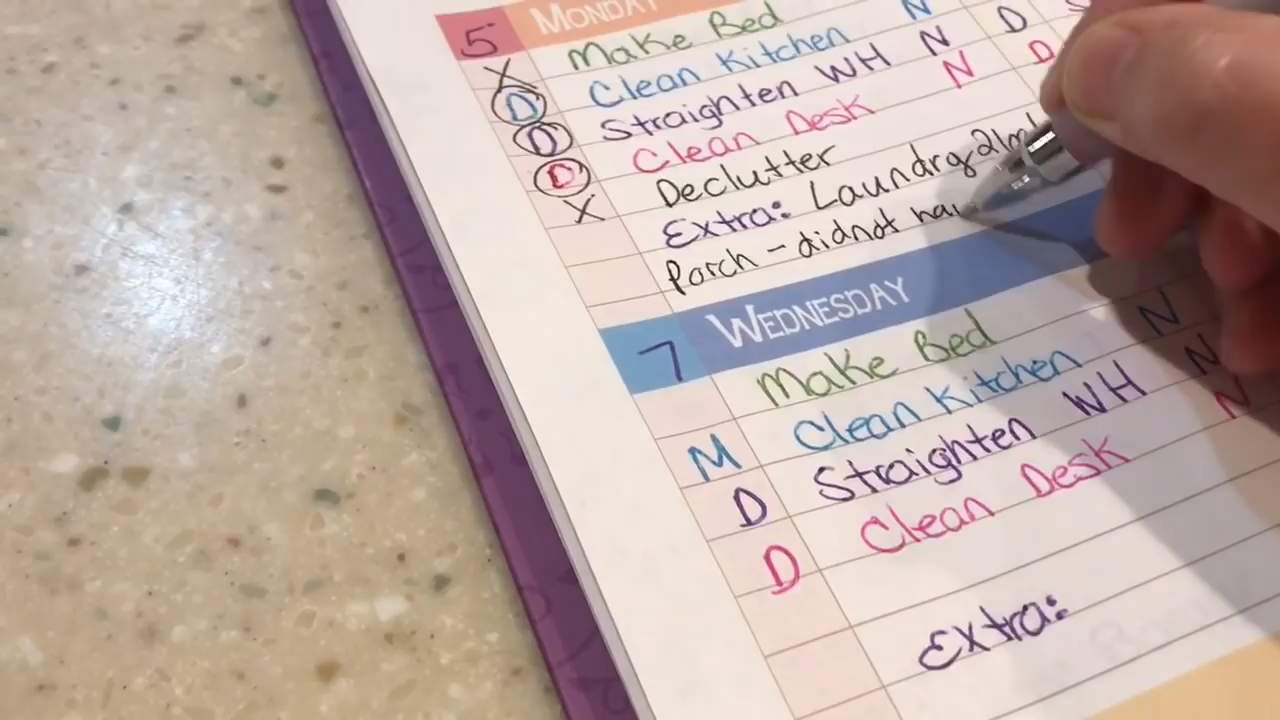 5 MONDAY
X Make Bed N
D Clean Kitchen N D
D Straighten WH N D
D Clean Desk
X Declutter
Extra: Laundry
Porch - didnot
7 WEDNESDAY
Make Bed N
M Clean Kitchen N
D Straighten WH N
D Clean Desk
Extra: